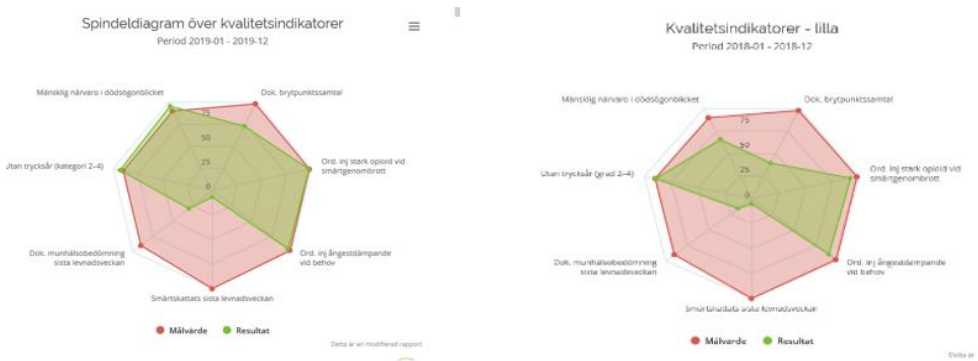 Spindeldiagram över kvalitetsindikatorer
Period 2019-01 - 2019-12
Mänsklig närvaro i dödsögonblicket
Dok. brytpunktssamtal
75
50
25
0
Utan trycksår (kategori 2-4)
Ord. Inj stark opioid vid
smärtgenombrott
Dok. munhälsobedömning
sista levnadsveckan
Ord. inj ångestdämpande
vid behov
Smärtskattats sista levnadsveckan
Målvärde
Resultat
Detta är en modifierad rapport
Kvalitetsindikatorer - lilla
Period 2018-01 - 2018-12
Mänsklig närvaro i dödsögonblicket
Dok. brytpunktssamtal
75
50
25
0
Utan trycksår (grad 2-4)
Ord. Inj stark opioid vid
smärtgenombrott
Dok. munhälsobedömning
sista levnadsveckan
Ord. inj ångestdämpande
vid behov
Smärtskattats sista levnadsveckan
Målvärde
Resultat
Detta är